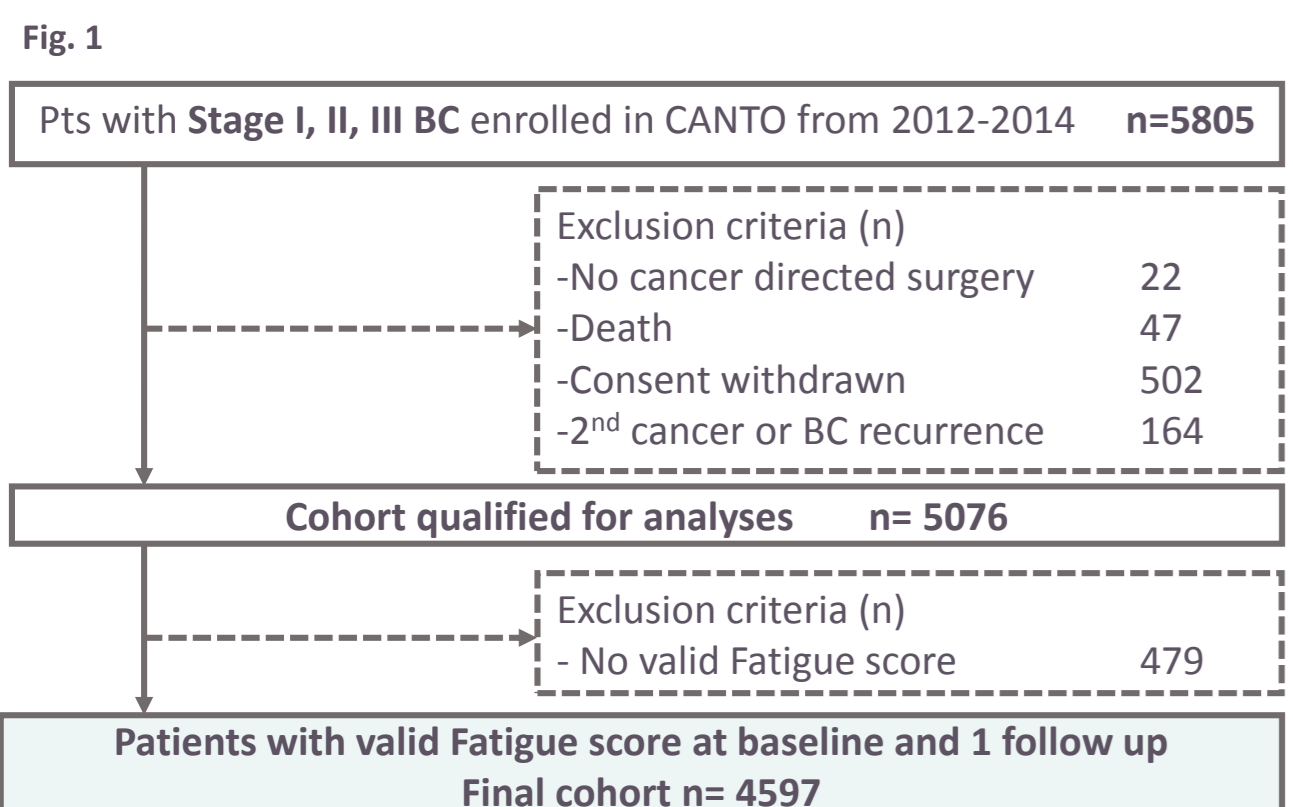 Fig. 1
Pts with Stage I, II, III BC enrolled in CANTO from 2012-2014 n=5805
Exclusion criteria (n)
-No cancer directed surgery 22
-Death 47
-Consent withdrawn 502
-2nd cancer or BC recurrence 164
Cohort qualified for analyses n= 5076
Exclusion criteria (n)
- No valid Fatigue score 479
Patients with valid Fatigue score at baseline and 1 follow up
Final cohort n= 4597